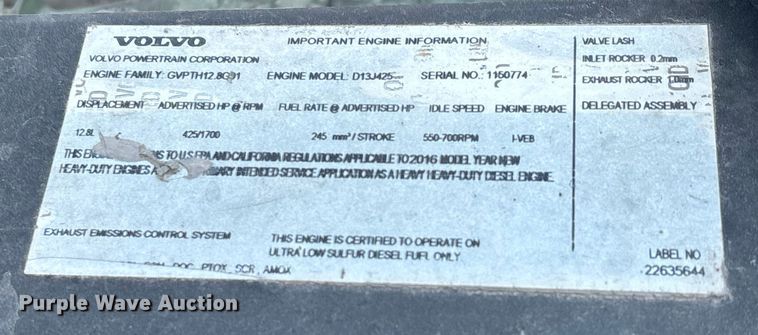 VOLVO IMPORTANT ENGINE INFORMATION
VOLVO POWERTRAIN CORPORATION
ENGINE FAMILY: GVPTH12.8G01 ENGINE MODEL: D13J425 SERIAL NO.: 1150774
DISPLACEMENT ADVERTISED HP @ RPM FUEL RATE @ ADVERTISED HP IDLE SPEED ENGINE BRAKE
12.8L 425/1700 245 mm³/STROKE 550-700RPM I-VEB
THIS TO U.S EPA AND CALIFORNIA REGULATIONS APPLICABLE TO 2016 MODEL YEAR NEW
HEAVY-DUTY ENGINES INTENDED SERVICE APPLICATION AS A HEAVY HEAVY-DUTY DIESEL ENGINE.
EXHAUST EMISSIONS CONTROL SYSTEM
THIS ENGINE IS CERTIFIED TO OPERATE ON
ULTRA LOW SULFUR DIESEL FUEL ONLY
DOC, PTOX, SCR, AMOX
VALVE LASH
INLET ROCKER 0.2mm
EXHAUST ROCKER
DELEGATED ASSEMBLY
LABEL NO
22635644
Purple Wave Auction